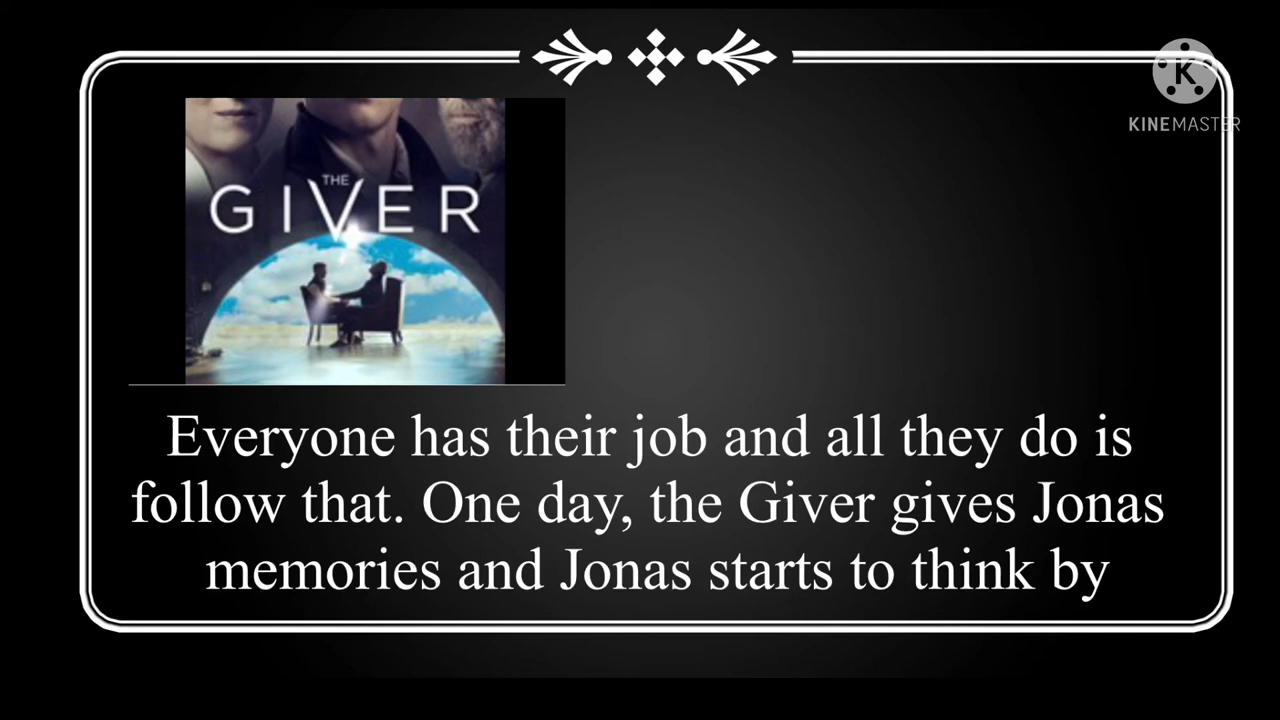 K
KINEMASTER
THE
GIVER
Everyone has their job and all they do is
follow that. One day, the Giver gives Jonas
memories and Jonas starts to think by